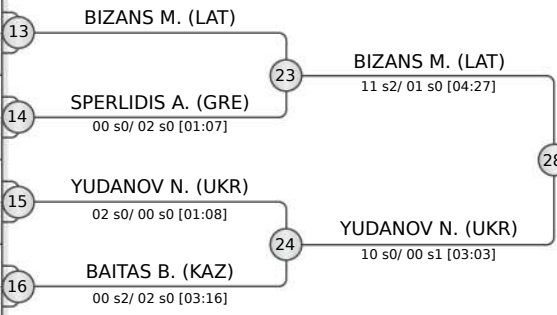 13
BIZANS M. (LAT)
23
BIZANS M. (LAT)
11 s2/ 01 s0 [04:27]
14
SPERLIDIS A. (GRE)
00 s0/ 02 s0 [01:07]
28
15
YUDANOV N. (UKR)
02 s0/ 00 s0 [01:08]
24
YUDANOV N. (UKR)
10 s0/ 00 s1 [03:03]
16
BAITAS B. (KAZ)
00 s2/ 02 s0 [03:16]